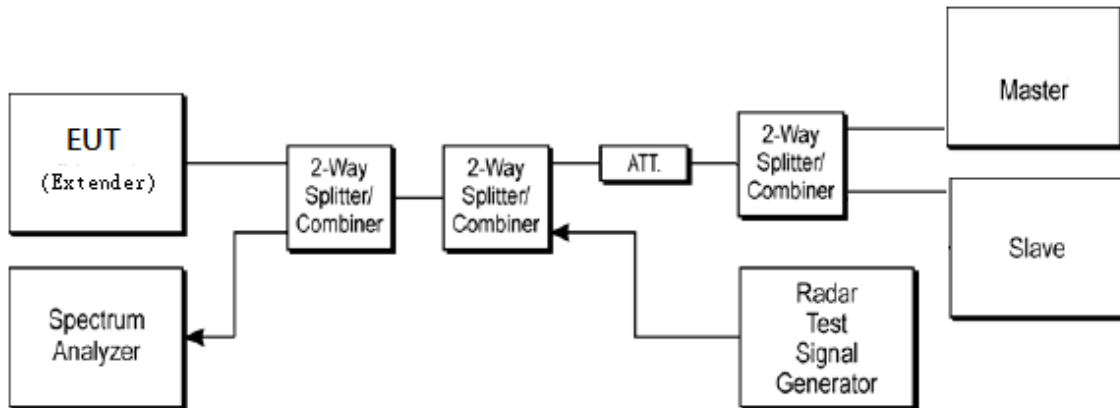 EUT
(Extender)
Spectrum
Analyzer
2-Way
Splitter/
Combiner
2-Way
Splitter/
Combiner
ATT.
2-Way
Splitter/
Combiner
Master
Slave
Radar
Test
Signal
Generator